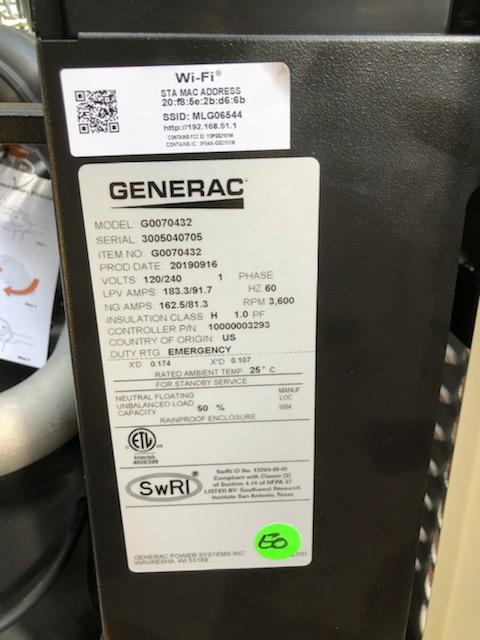 Wi-Fi®
STA MAC ADDRESS
20:f8:5e:2b:d6:6b
SSID: MLG06544
http://192.168.51.1
CONTAINS FCC ID:
CONTAINS IC :
GENERAC®
MODEL: G0070432
SERIAL: 3005040705
ITEM NO: G0070432
PROD DATE: 20190916
VOLTS: 120/240 1 PHASE
LPV AMPS: 183.3/91.7 HZ 60
NG AMPS: 162.5/81.3 RPM 3,600
INSULATION CLASS: H 1.0 PF
CONTROLLER P/N: 10000003293
COUNTRY OF ORIGIN: US
DUTY RTG: EMERGENCY
X'D 0.174 X"D 0.107
RATED AMBIENT TEMP: 25° C
FOR STANDBY SERVICE
NEUTRAL FLOATING MANUF
UNBALANCED LOAD 50 % LOC
CAPACITY 1004
RAINPROOF ENCLOSURE
ETL
Intertek
4006399
SwRI®
SwRI ID No. 13204-09-01
Compliant with Clause (2)
of Section 4.1.4 of NFPA 37
LISTED BY: Southwest Research
Institute San Antonio, Texas
GENERAC POWER SYSTEMS INC
WAUKESHA, WI 53189